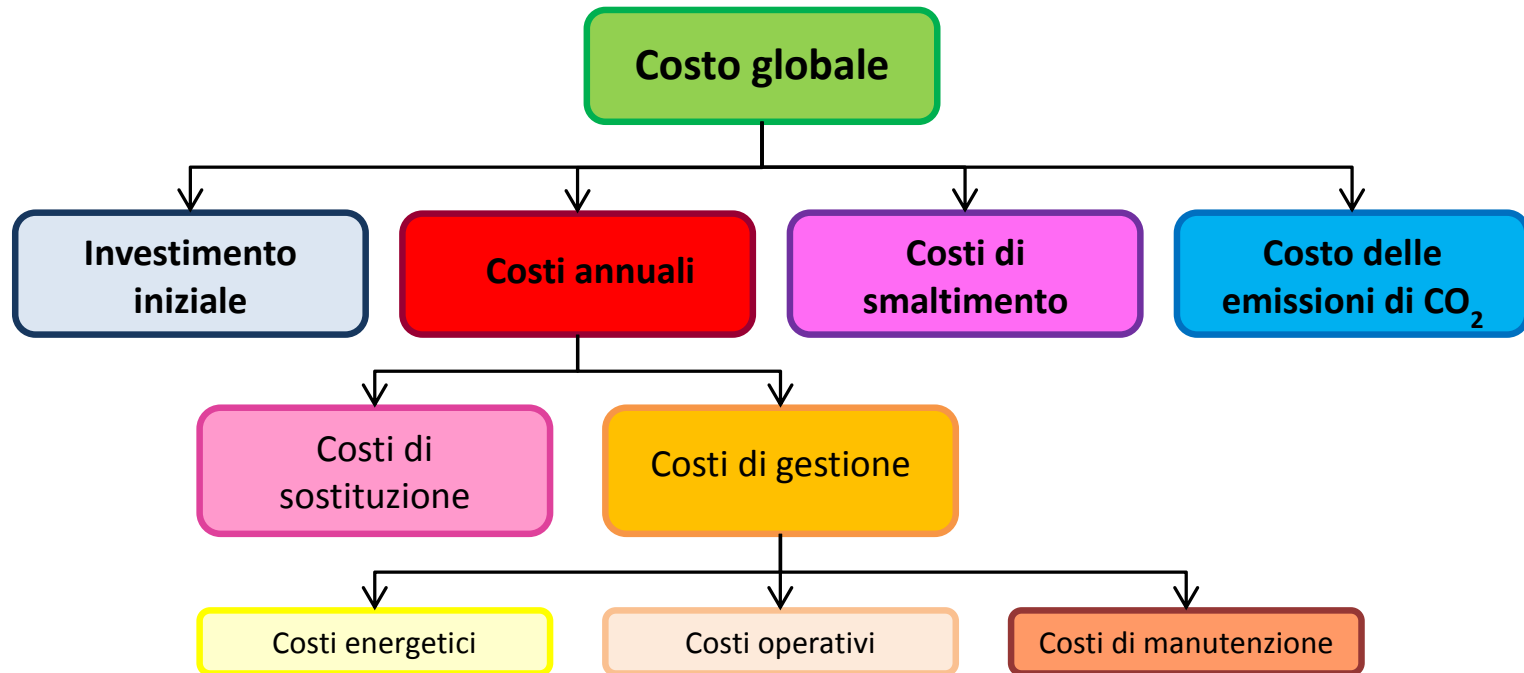 Costo globale
Investimento
iniziale
Costi annuali
Costi di
smaltimento
Costo delle
emissioni di CO₂
Costi di
sostituzione
Costi di gestione
Costi energetici
Costi operativi
Costi di manutenzione